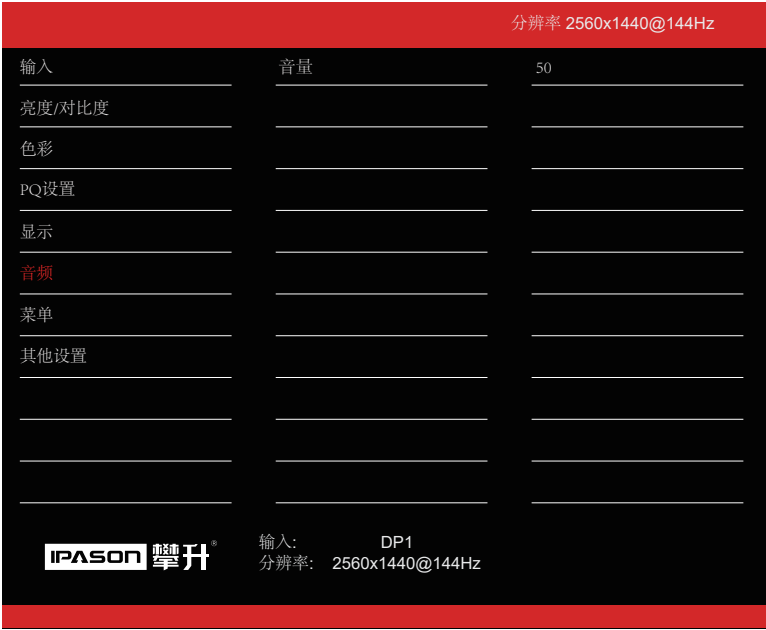 分辨率 2560x1440@144Hz
输入 音量 50
亮度/对比度
色彩
PQ设置
显示
音频
菜单
其他设置
IPASON 攀升®
输入: DP1
分辨率: 2560x1440@144Hz